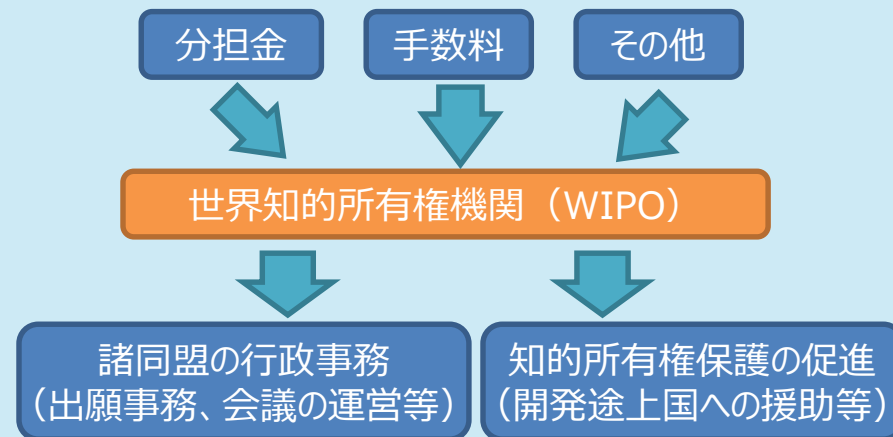 分担金
手数料
その他
世界知的所有権機関（WIPO）
諸同盟の行政事務
（出願事務、会議の運営等）
知的所有権保護の促進
（開発途上国への援助等）